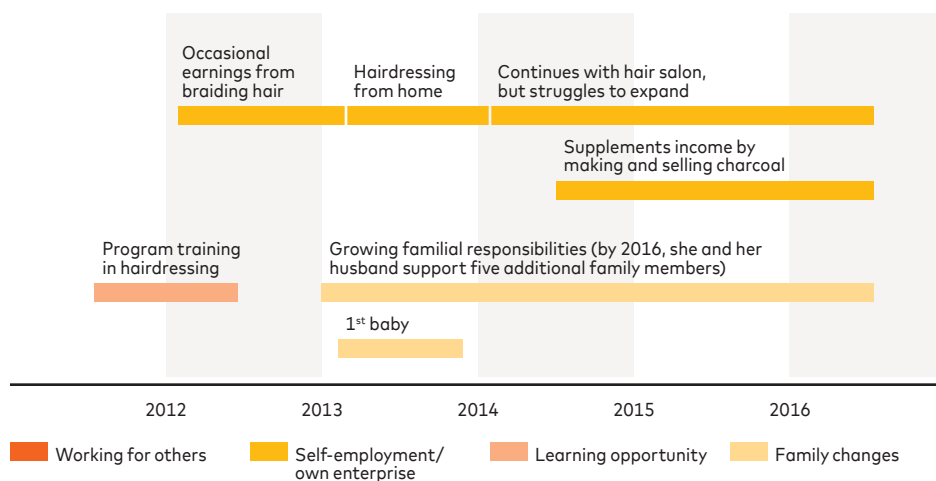 Occasional
earnings from
braiding hair
Hairdressing
from home
Continues with hair salon,
but struggles to expand
Supplements income by
making and selling charcoal
Program training
in hairdressing
Growing familial responsibilities (by 2016, she and her
husband support five additional family members)
1st baby
2012 2013 2014 2015 2016
Working for others
Self-employment/
own enterprise
Learning opportunity
Family changes